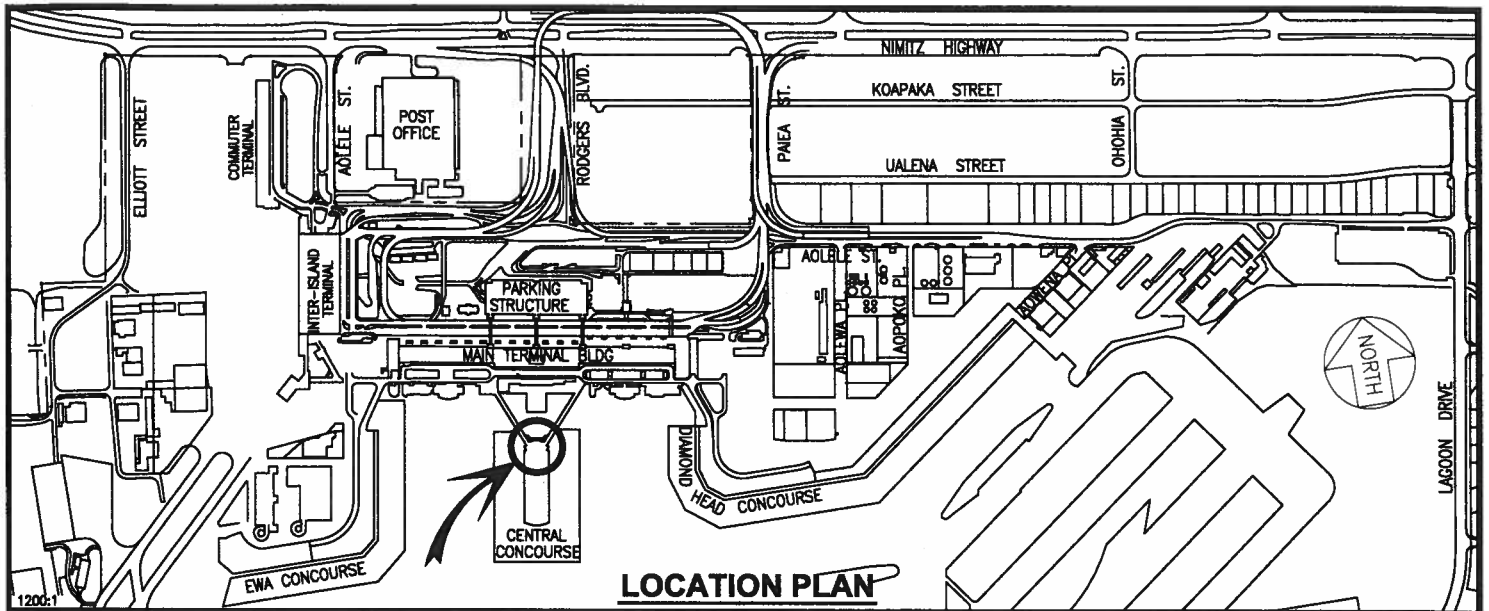 NIMITZ HIGHWAY
KOAPAKA STREET
UALENA STREET
ELLIOTT STREET
COMMUTER
TERMINAL
AOLELE ST.
POST
OFFICE
RODGERS BLVD.
PAIEA ST.
OHOHIA ST.
INTER-ISLAND
TERMINAL
PARKING
STRUCTURE
MAIN TERMINAL BLDG
AOLELE ST.
AOLEWA PL.
AOPOKO PL.
AOWENA PL.
NORTH
LAGOON DRIVE
DIAMOND HEAD CONCOURSE
CENTRAL
CONCOURSE
EWA CONCOURSE
LOCATION PLAN
1200:1